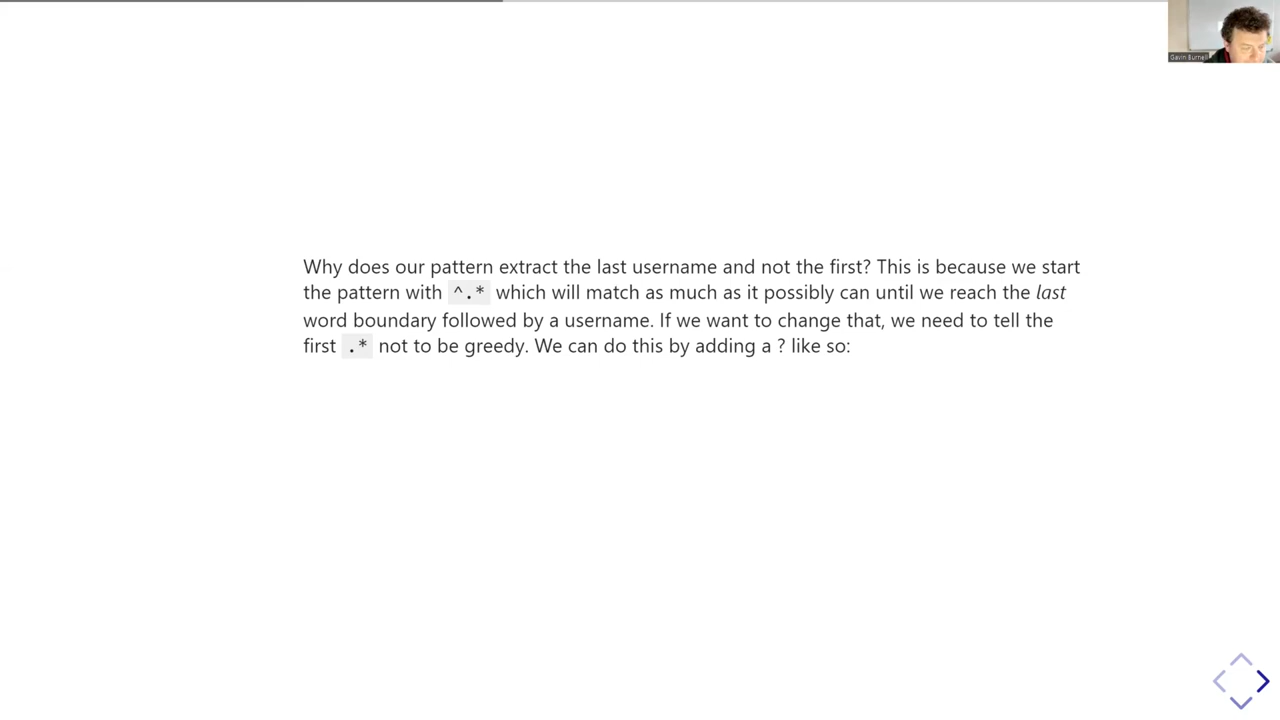 Gavin Burnell
Why does our pattern extract the last username and not the first? This is because we start
the pattern with ^.* which will match as much as it possibly can until we reach the last
word boundary followed by a username. If we want to change that, we need to tell the
first .* not to be greedy. We can do this by adding a ? like so: